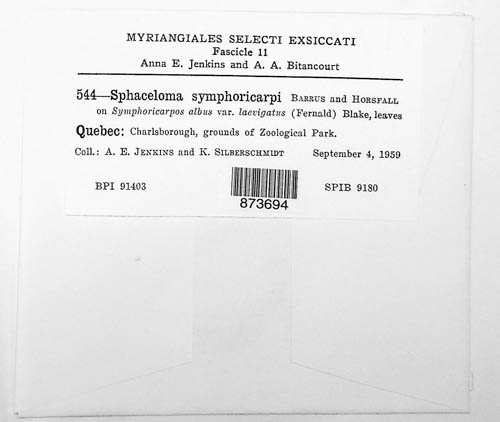 MYRIANGIALES SELECTI EXSICCATI
Fascicle 11
Anna E. Jenkins and A. A. Bitancourt
544—Sphaceloma symphoricarpi BARRUS and HORSFALL
on Symphoricarpos albus var. laevigatus (Fernald) Blake, leaves
Quebec: Charlsborough, grounds of Zoological Park.
Coll.: A. E. JENKINS and K. SILBERSCHMIDT September 4, 1959
BPI 91403 SPIB 9180
873694